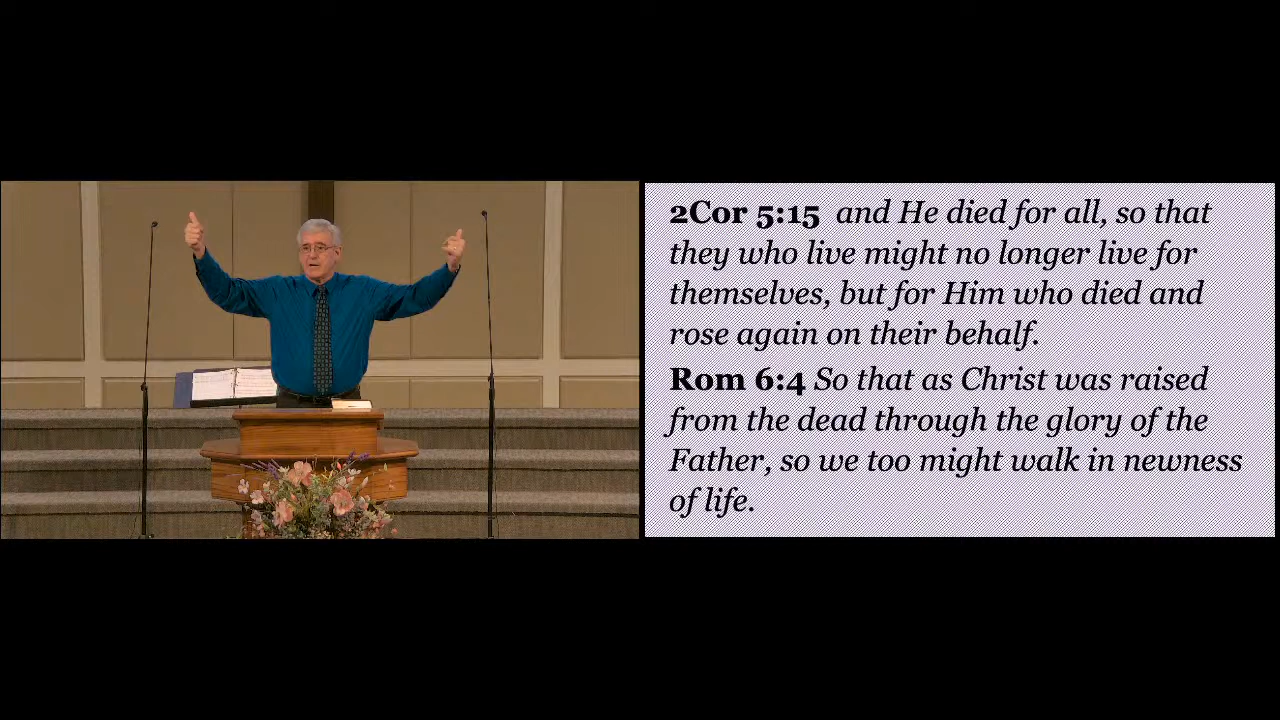 2Cor 5:15 and He died for all, so that
they who live might no longer live for
themselves, but for Him who died and
rose again on their behalf.
Rom 6:4 So that as Christ was raised
from the dead through the glory of the
Father, so we too might walk in newness
of life.